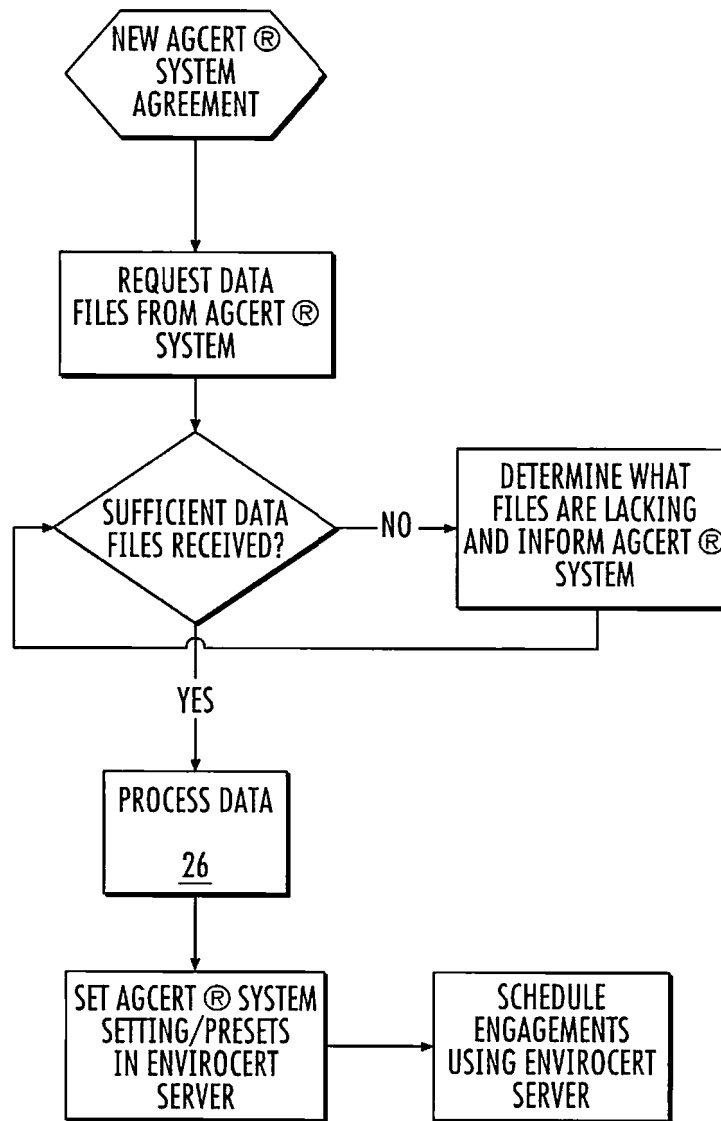 NEW AGCERT ®
SYSTEM
AGREEMENT
REQUEST DATA
FILES FROM AGCERT ®
SYSTEM
SUFFICIENT DATA
FILES RECEIVED?
NO
DETERMINE WHAT
FILES ARE LACKING
AND INFORM AGCERT ®
SYSTEM
YES
PROCESS DATA
26
SET AGCERT ® SYSTEM
SETTING/PRESETS
IN ENVIROCERT
SERVER
SCHEDULE
ENGAGEMENTS
USING ENVIROCERT
SERVER